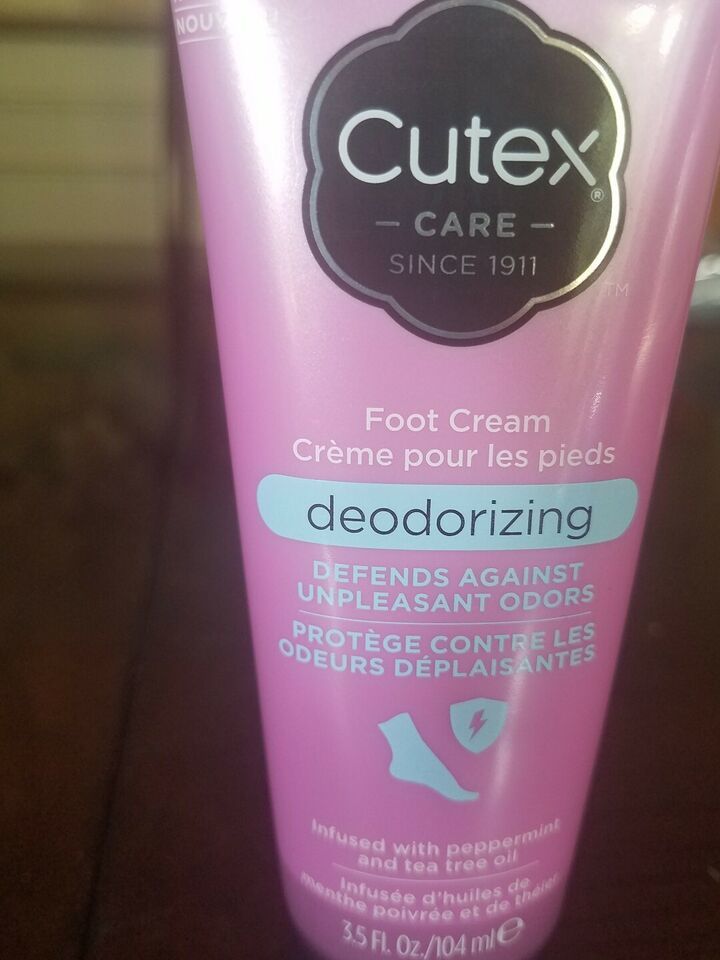 Cutex®
– CARE –
SINCE 1911
TM
Foot Cream
Crème pour les pieds
deodorizing
DEFENDS AGAINST
UNPLEASANT ODORS
PROTÈGE CONTRE LES
ODEURS DÉPLAISANTES
Infused with peppermint
and tea tree oil
Infusée d'huiles de
menthe poivrée et de théier
3.5 Fl. Oz./104 ml e